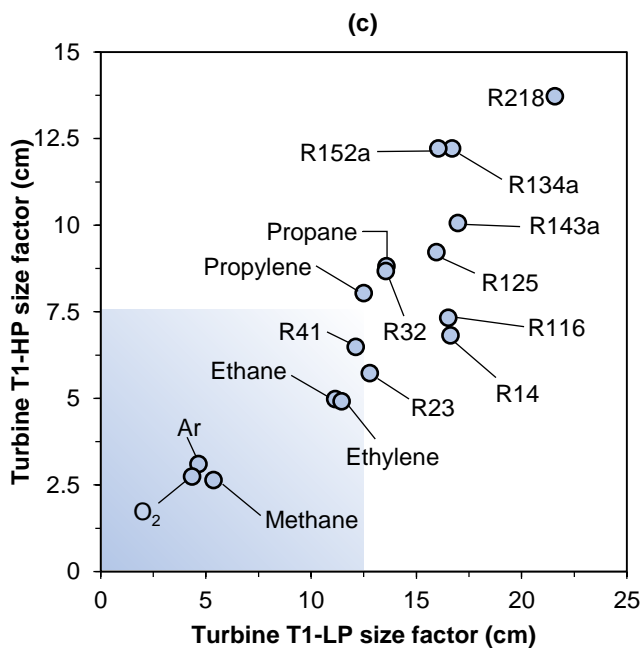 (c)
Turbine T1-HP size factor (cm)
15
12.5
10
7.5
5
2.5
0
R218
R152a
R134a
R143a
Propane
Propylene
R125
R32
R116
R41
R14
Ethane
R23
Ethylene
Ar
O₂
Methane
0 5 10 15 20 25
Turbine T1-LP size factor (cm)